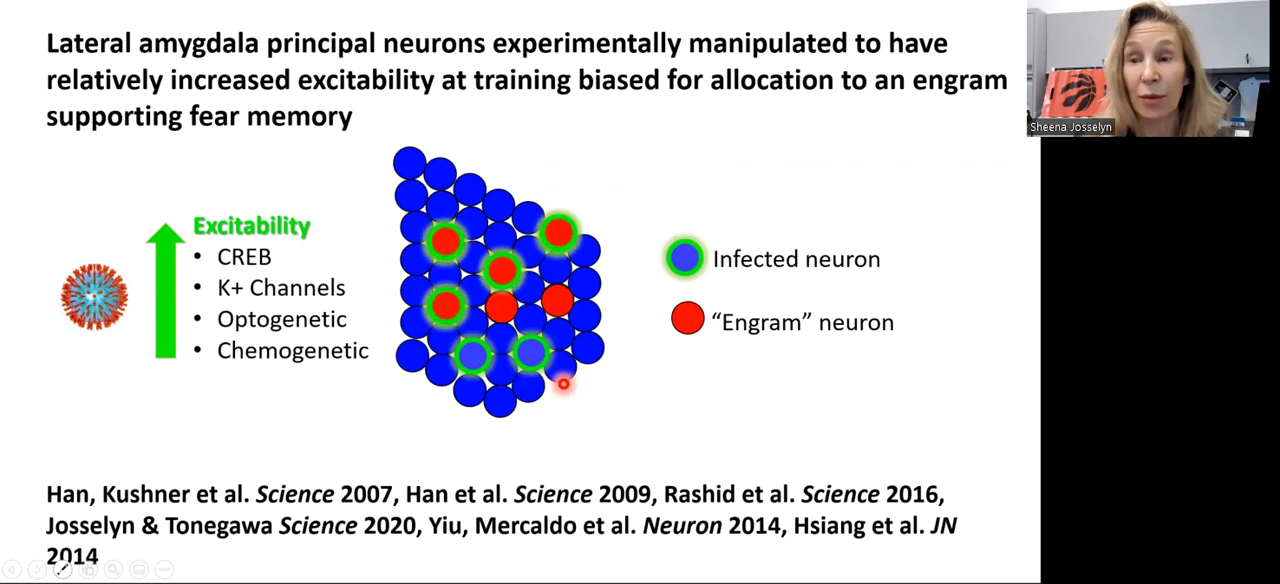 Lateral amygdala principal neurons experimentally manipulated to have
relatively increased excitability at training biased for allocation to an engram
supporting fear memory
Sheena Josselyn
Excitability
• CREB
• K+ Channels
• Optogenetic
• Chemogenetic
Infected neuron
“Engram” neuron
Han, Kushner et al. Science 2007, Han et al. Science 2009, Rashid et al. Science 2016,
Josselyn & Tonegawa Science 2020, Yiu, Mercaldo et al. Neuron 2014, Hsiang et al. JN
2014